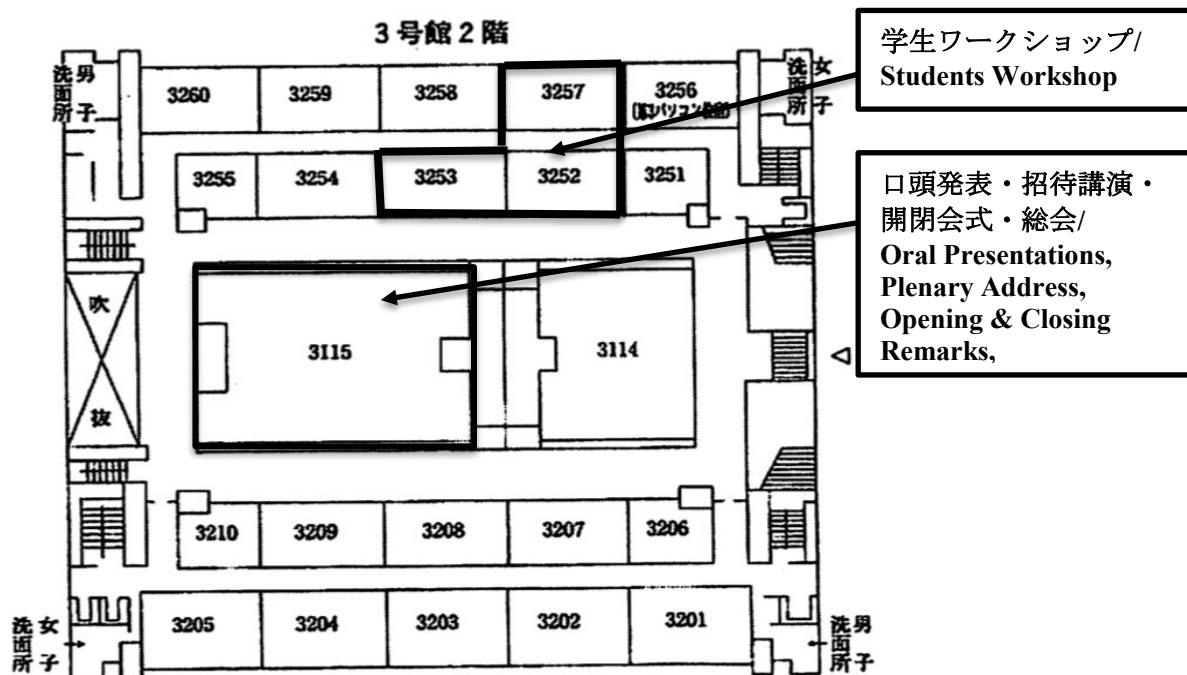 3号館2階
学生ワークショップ/
Students Workshop
男子
洗面所
3260
3259
3258
3257
3256
女子
洗面所
3255
3254
3253
3252
3251
口頭発表・招待講演・
開閉会式・総会/
Oral Presentations,
Plenary Address,
Opening & Closing
Remarks,
吹
抜
3115
3114
3210
3209
3208
3207
3206
3205
3204
3203
3202
3201
女子
洗面所
男子
洗面所